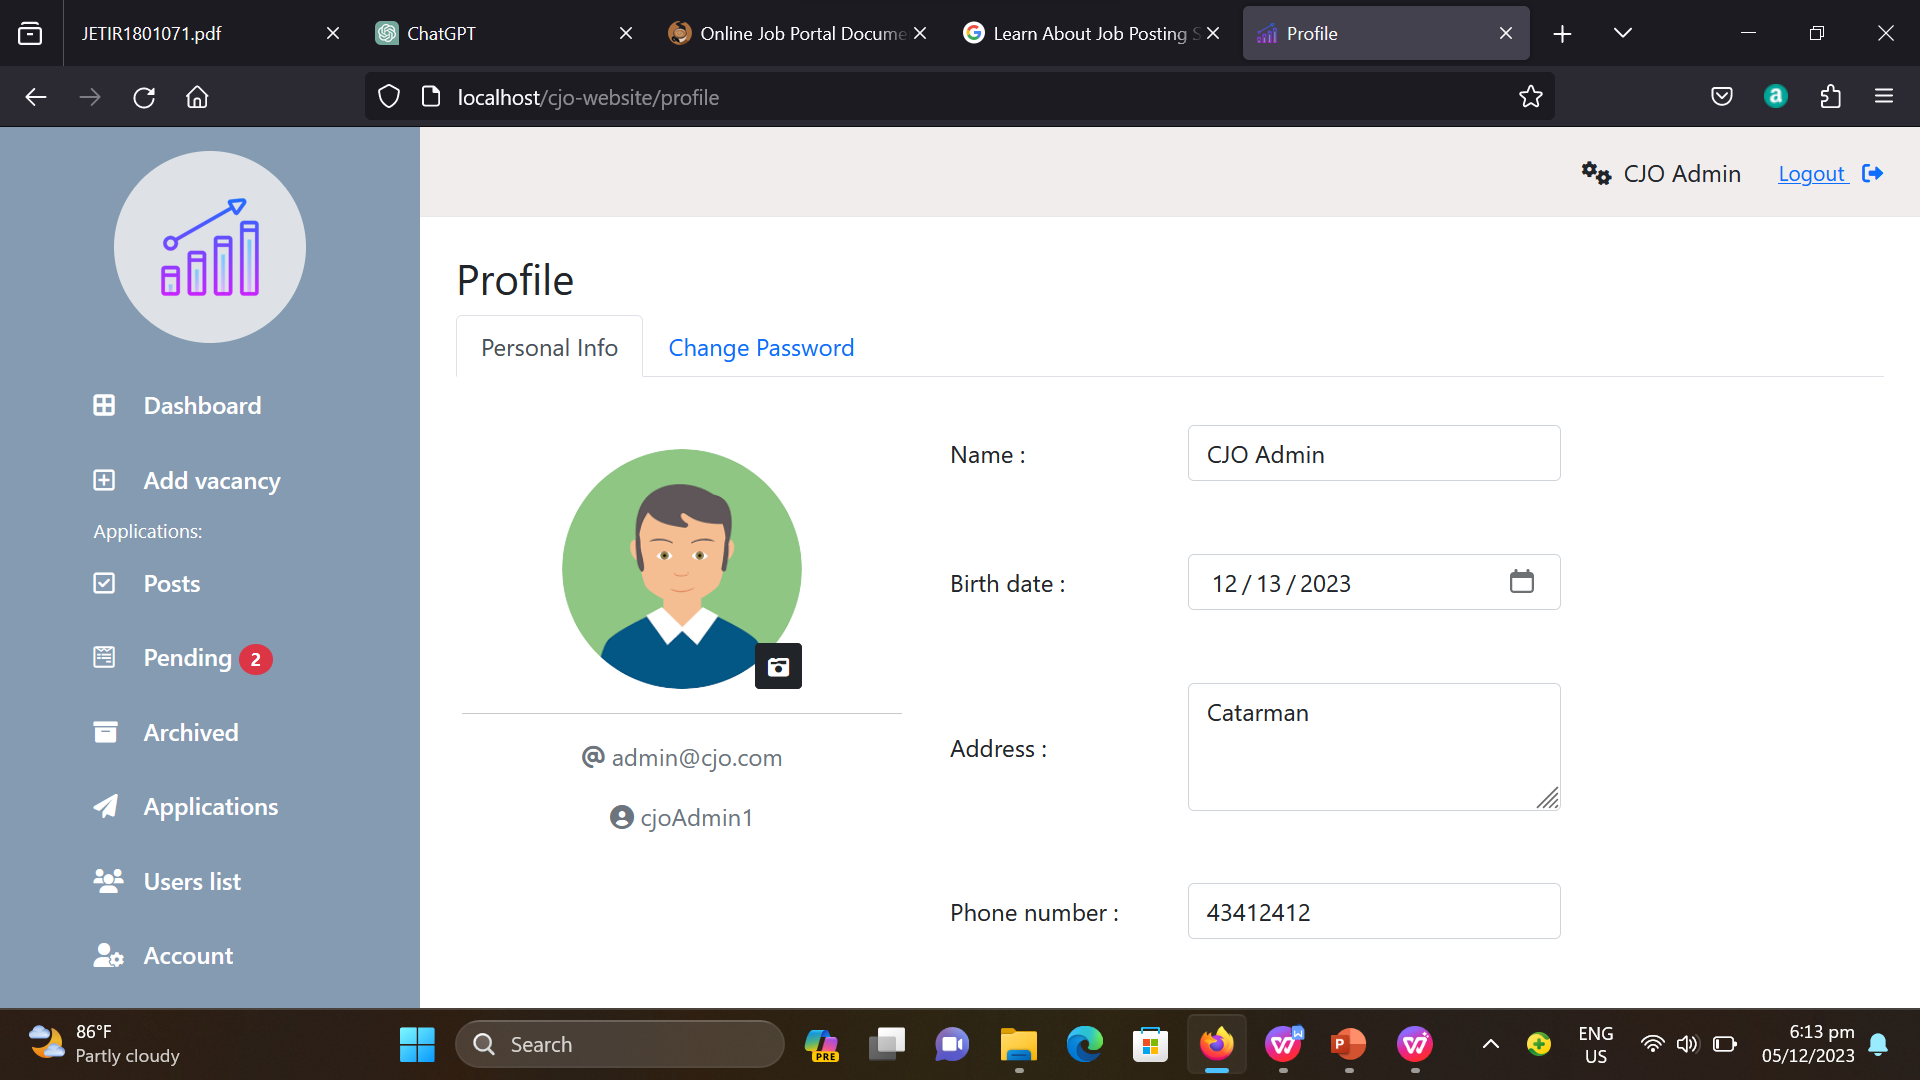 JETIR1801071.pdf
ChatGPT
Online Job Portal Docume
Learn About Job Posting S
Profile
localhost/cjo-website/profile
CJO Admin
Logout
Profile
Personal Info
Change Password
Dashboard
Add vacancy
Applications:
Posts
Pending 2
Archived
Applications
Users list
Account
admin@cjo.com
cjoAdmin1
Name :
CJO Admin
Birth date :
12 / 13 / 2023
Address :
Catarman
Phone number :
43412412
86°F
Partly cloudy
Search
PRE
ENG
US
6:13 pm
05/12/2023